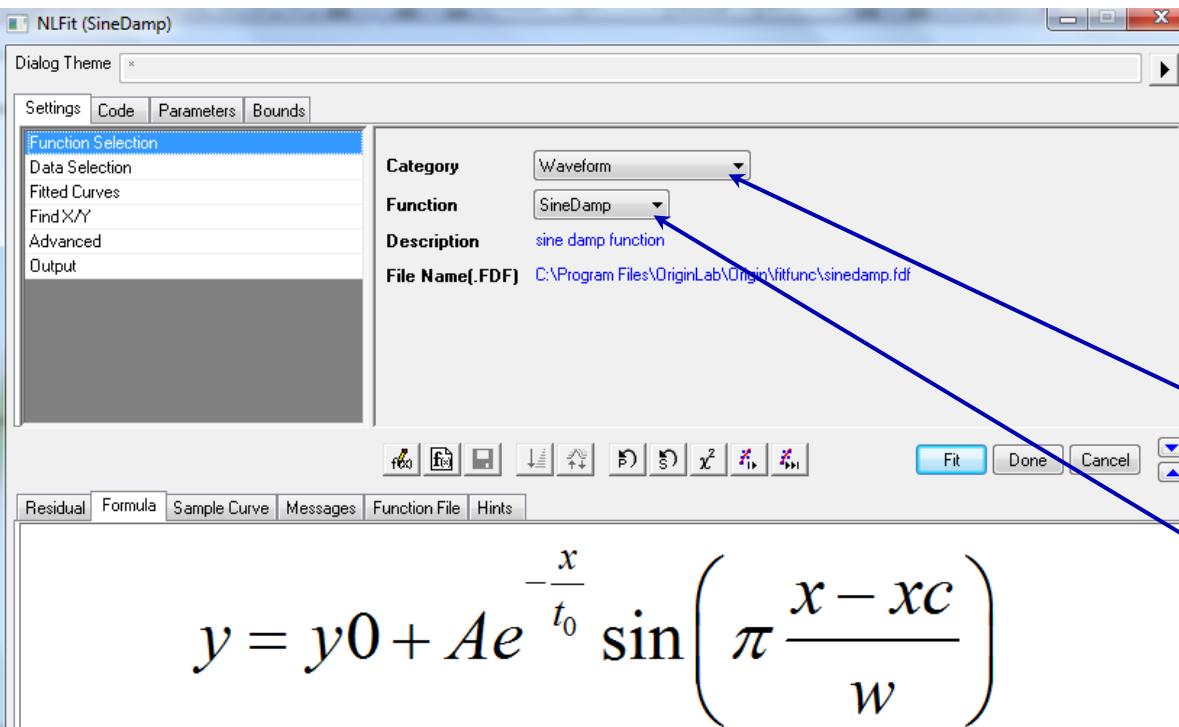 NLFit (SineDamp)
Dialog Theme *
Settings Code Parameters Bounds
Function Selection
Data Selection
Fitted Curves
Find X/Y
Advanced
Output
Category Waveform
Function SineDamp
Description sine damp function
File Name(.FDF) C:\Program Files\OriginLab\Origin\fitfunc\sinedamp.fdf
Fit Done Cancel
Residual Formula Sample Curve Messages Function File Hints
y = y0 + Ae^{-x/t₀} sin(π (x − xc)/w)